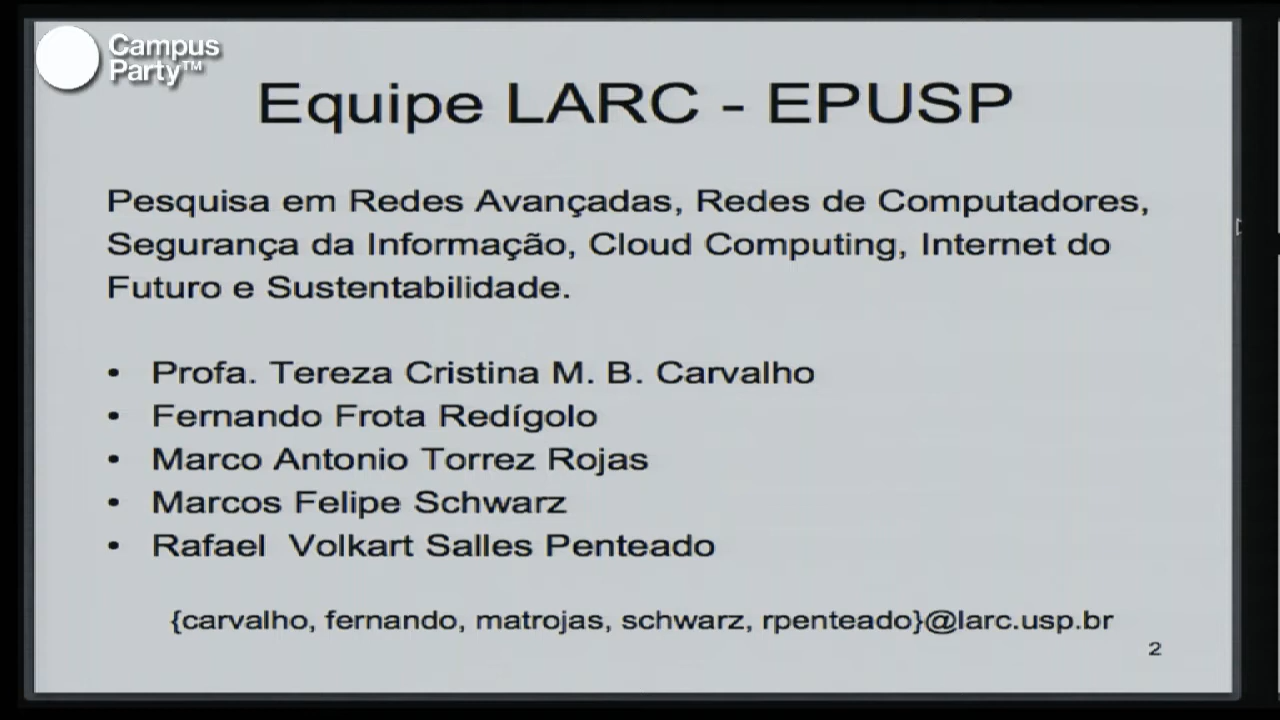 Campus
Party™
Equipe LARC - EPUSP
Pesquisa em Redes Avançadas, Redes de Computadores,
Segurança da Informação, Cloud Computing, Internet do
Futuro e Sustentabilidade.
• Profa. Tereza Cristina M. B. Carvalho
• Fernando Frota Redígolo
• Marco Antonio Torrez Rojas
• Marcos Felipe Schwarz
• Rafael Volkart Salles Penteado
{carvalho, fernando, matrojas, schwarz, rpenteado}@larc.usp.br
2